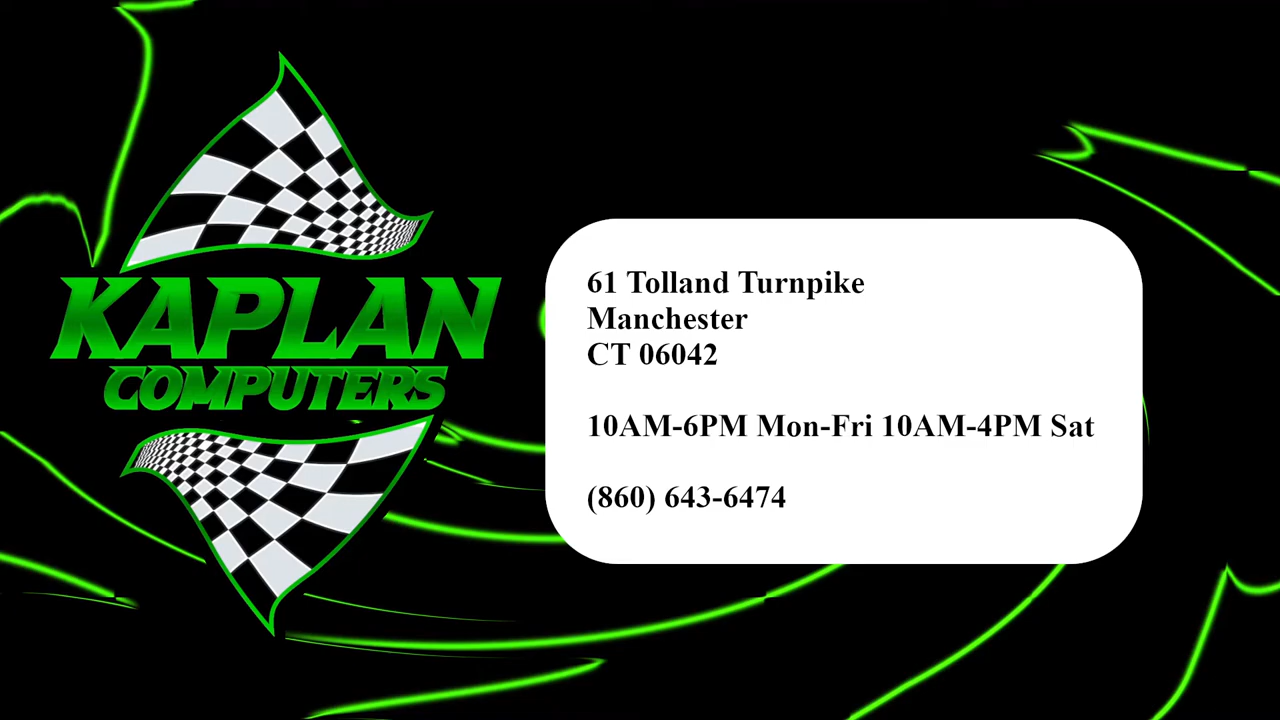 KAPLAN
COMPUTERS
61 Tolland Turnpike
Manchester
CT 06042
10AM-6PM Mon-Fri 10AM-4PM Sat
(860) 643-6474